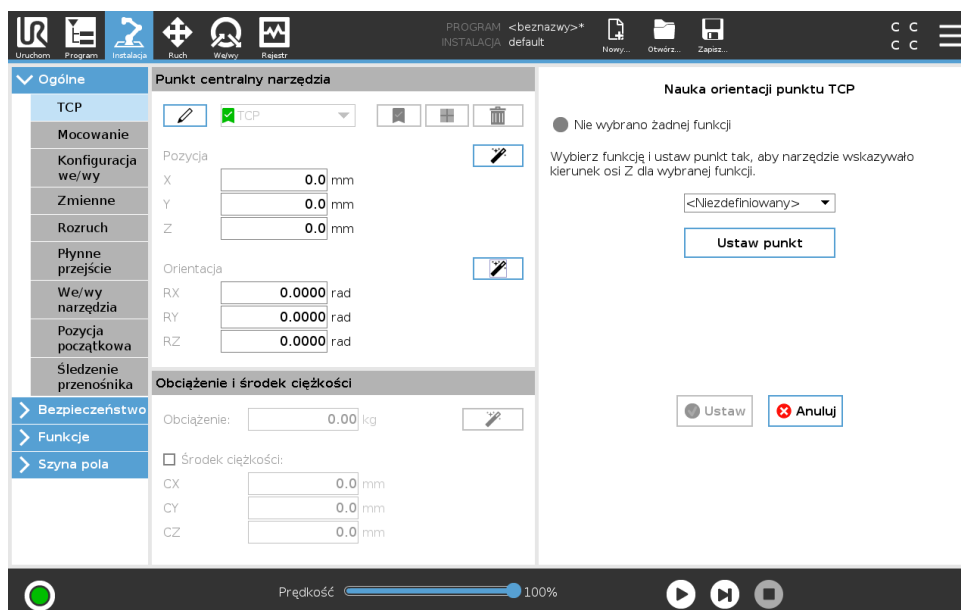 PROGRAM <beznazwy>*
INSTALACJA default
Uruchom Program Instalacja Ruch We/wy Rejestr Nowy... Otwórz... Zapisz...
C C
C C
Ogólne
TCP
Mocowanie
Konfiguracja
we/wy
Zmienne
Rozruch
Płynne
przejście
We/wy
narzędzia
Pozycja
początkowa
Śledzenie
przenośnika
Bezpieczeństwo
Funkcje
Szyna pola
Punkt centralny narzędzia
TCP
Pozycja
X 0.0 mm
Y 0.0 mm
Z 0.0 mm
Orientacja
RX 0.0000 rad
RY 0.0000 rad
RZ 0.0000 rad
Obciążenie i środek ciężkości
Obciążenie: 0.00 kg
Środek ciężkości:
CX 0.0 mm
CY 0.0 mm
CZ 0.0 mm
Nauka orientacji punktu TCP
Nie wybrano żadnej funkcji
Wybierz funkcję i ustaw punkt tak, aby narzędzie wskazywało
kierunek osi Z dla wybranej funkcji.
<Niezdefiniowany>
Ustaw punkt
Ustaw Anuluj
Prędkość 100%